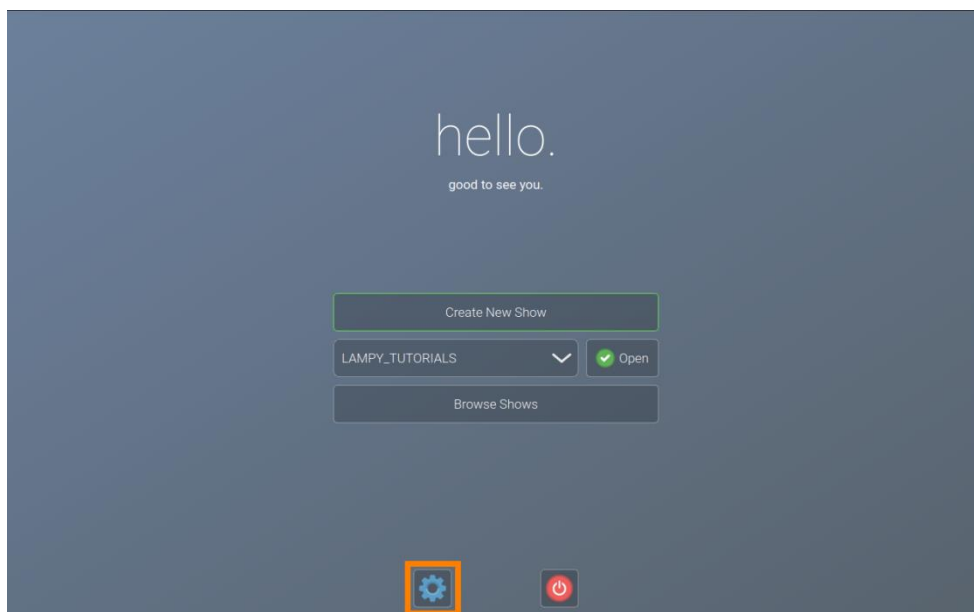 hello.
good to see you.
Create New Show
LAMPY_TUTORIALS
Open
Browse Shows